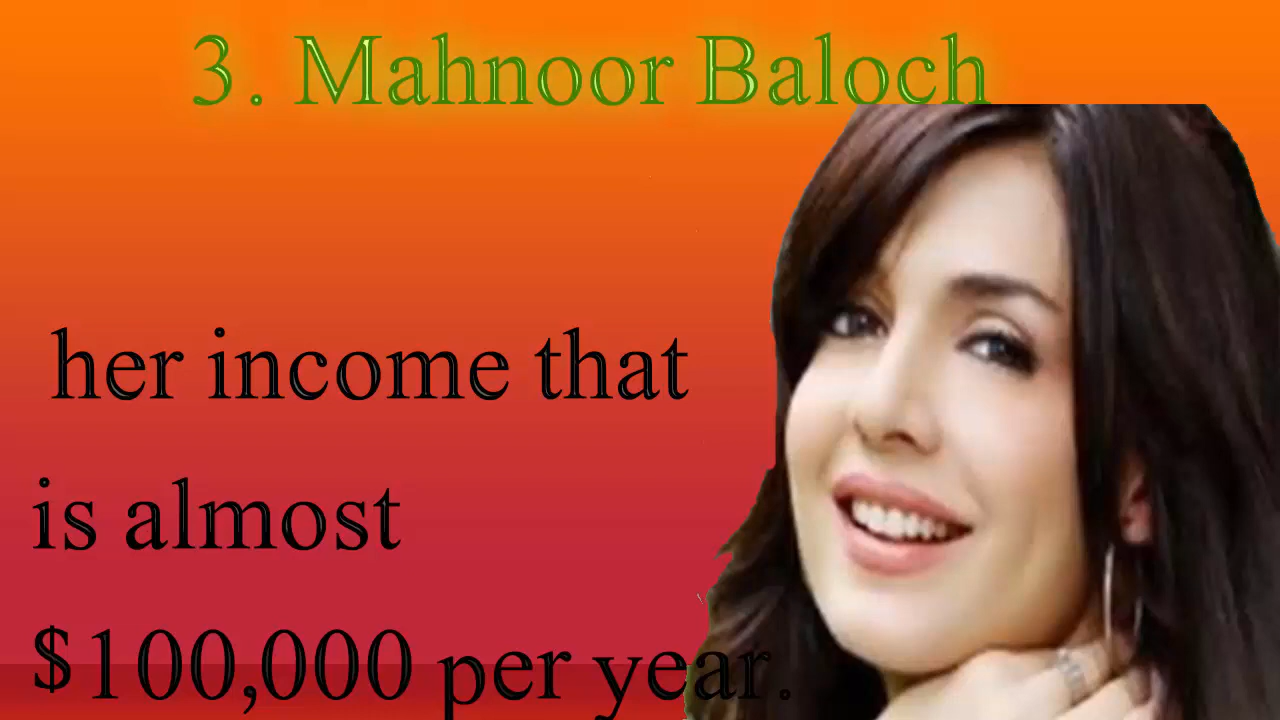 3. Mahnoor Baloch
her income that
is almost
$100,000 per year.